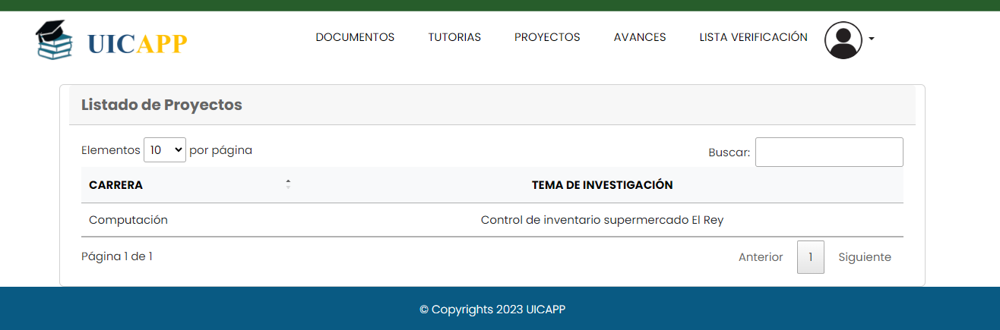 UICAPP
DOCUMENTOS TUTORIAS PROYECTOS AVANCES LISTA VERIFICACIÓN
Listado de Proyectos
Elementos 10 por página
Buscar:
CARRERA TEMA DE INVESTIGACIÓN
Computación Control de inventario supermercado El Rey
Página 1 de 1 Anterior 1 Siguiente
© Copyrights 2023 UICAPP